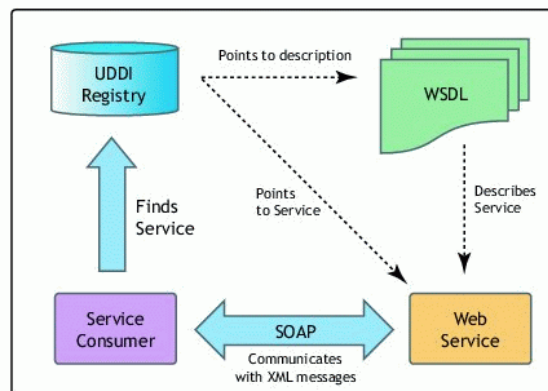 Points to description
UDDI
Registry
WSDL
Finds
Service
Points
to Service
Describes
Service
Service
Consumer
SOAP
Communicates
with XML messages
Web
Service